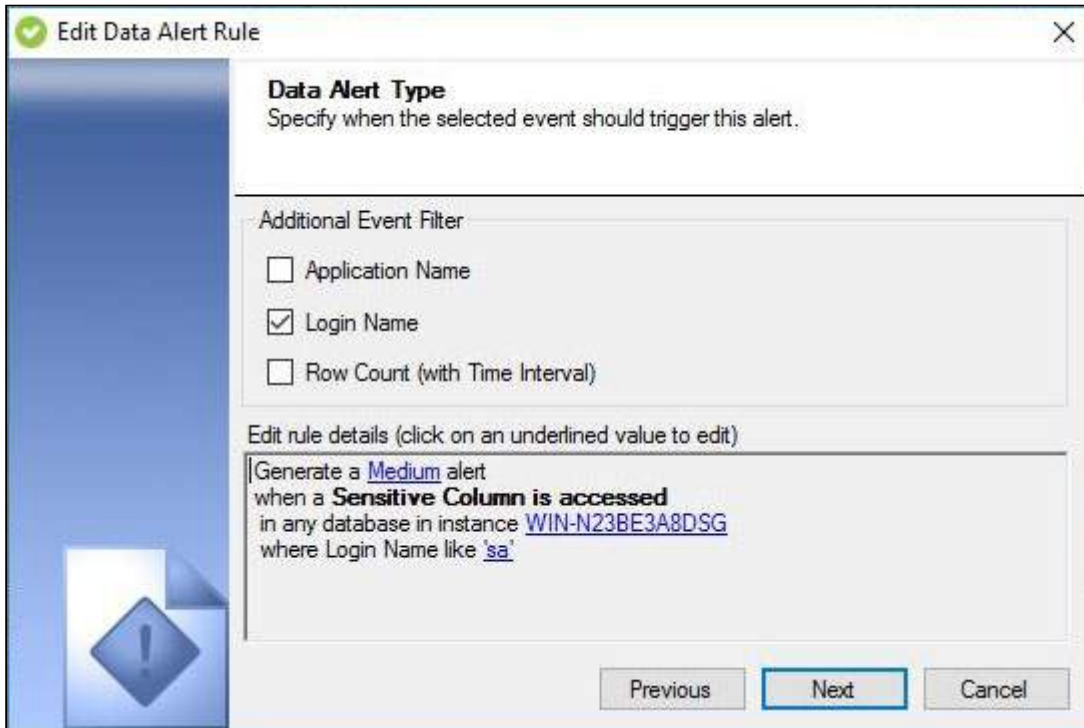 Edit Data Alert Rule
Data Alert Type
Specify when the selected event should trigger this alert.
Additional Event Filter
Application Name
Login Name
Row Count (with Time Interval)
Edit rule details (click on an underlined value to edit)
Generate a Medium alert
when a Sensitive Column is accessed
in any database in instance WIN-N23BE3A8DSG
where Login Name like 'sa'
Previous Next Cancel